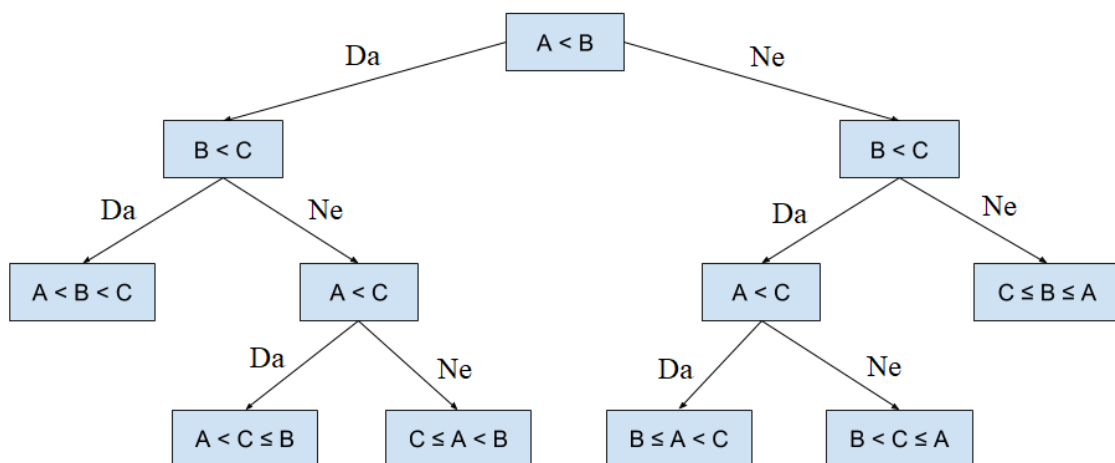 A < B
Da
Ne
B < C
B < C
Da
Ne
Da
Ne
A < B < C
A < C
A < C
C ≤ B ≤ A
Da
Ne
Da
Ne
A < C ≤ B
C ≤ A < B
B ≤ A < C
B < C ≤ A